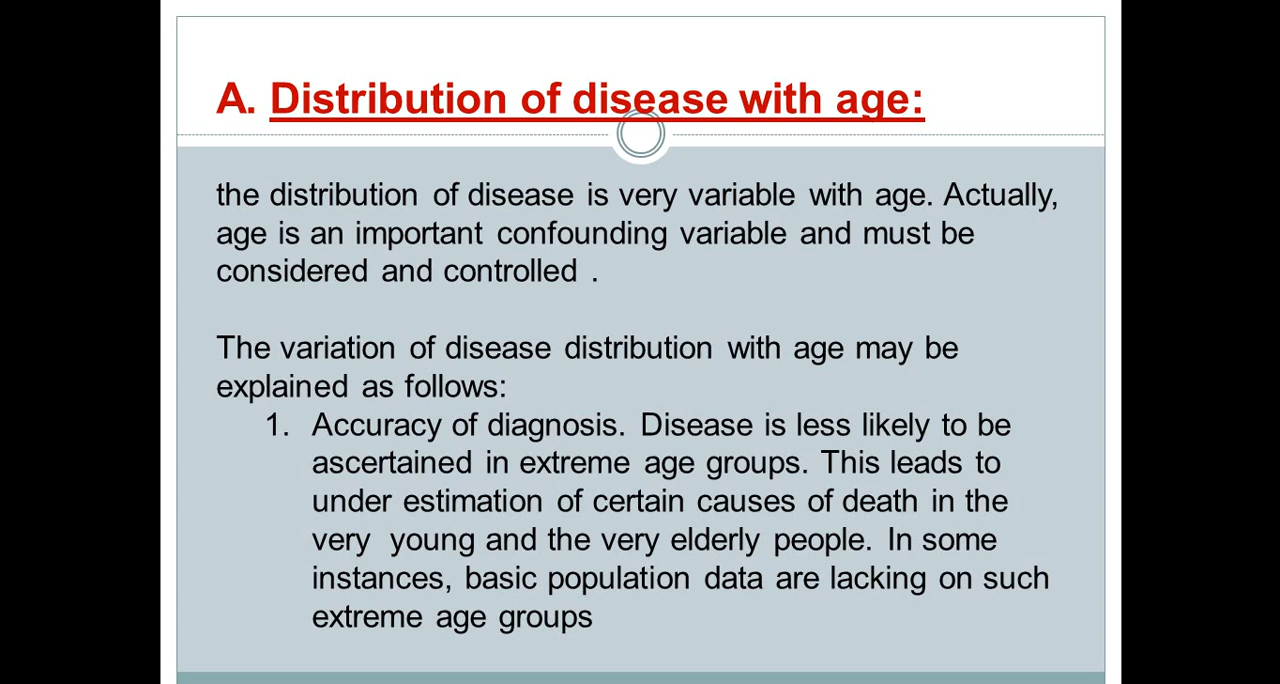 A. Distribution of disease with age:
the distribution of disease is very variable with age. Actually,
age is an important confounding variable and must be
considered and controlled .
The variation of disease distribution with age may be
explained as follows:
1. Accuracy of diagnosis. Disease is less likely to be
ascertained in extreme age groups. This leads to
under estimation of certain causes of death in the
very young and the very elderly people. In some
instances, basic population data are lacking on such
extreme age groups